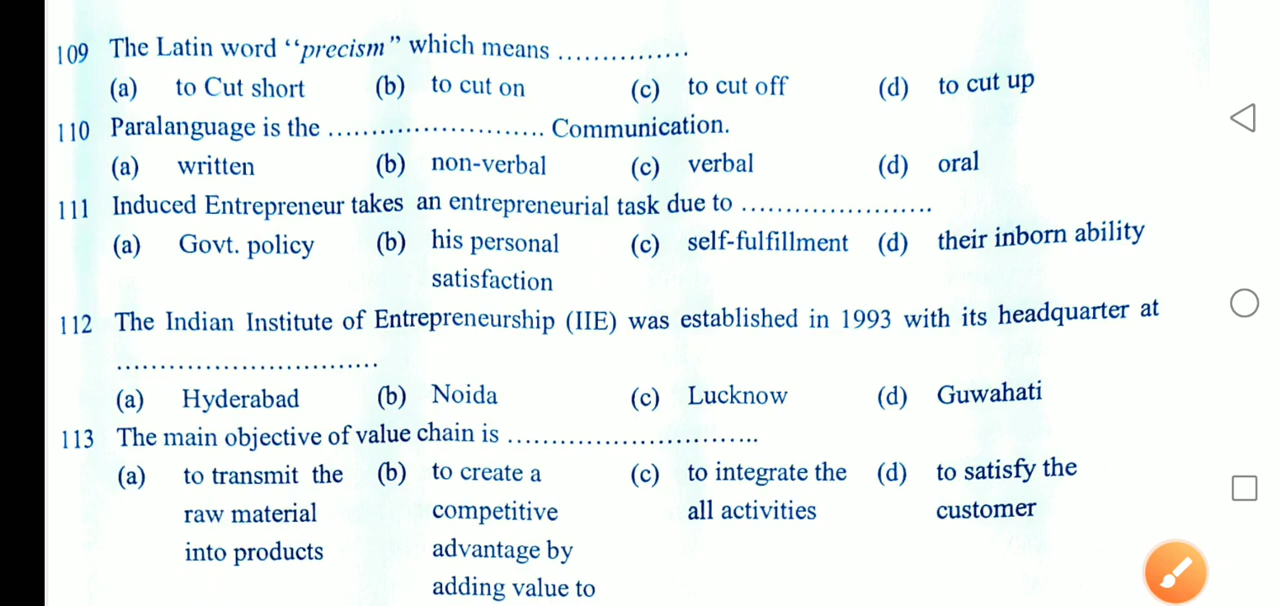 109 The Latin word “precism” which means ...............
(a) to Cut short (b) to cut on (c) to cut off (d) to cut up
110 Paralanguage is the ......................... Communication.
(a) written (b) non-verbal (c) verbal (d) oral
111 Induced Entrepreneur takes an entrepreneurial task due to ......................
(a) Govt. policy (b) his personal (c) self-fulfillment (d) their inborn ability
satisfaction
112 The Indian Institute of Entrepreneurship (IIE) was established in 1993 with its headquarter at
..............................
(a) Hyderabad (b) Noida (c) Lucknow (d) Guwahati
113 The main objective of value chain is .............................
(a) to transmit the (b) to create a (c) to integrate the (d) to satisfy the
raw material competitive all activities customer
into products advantage by
adding value to